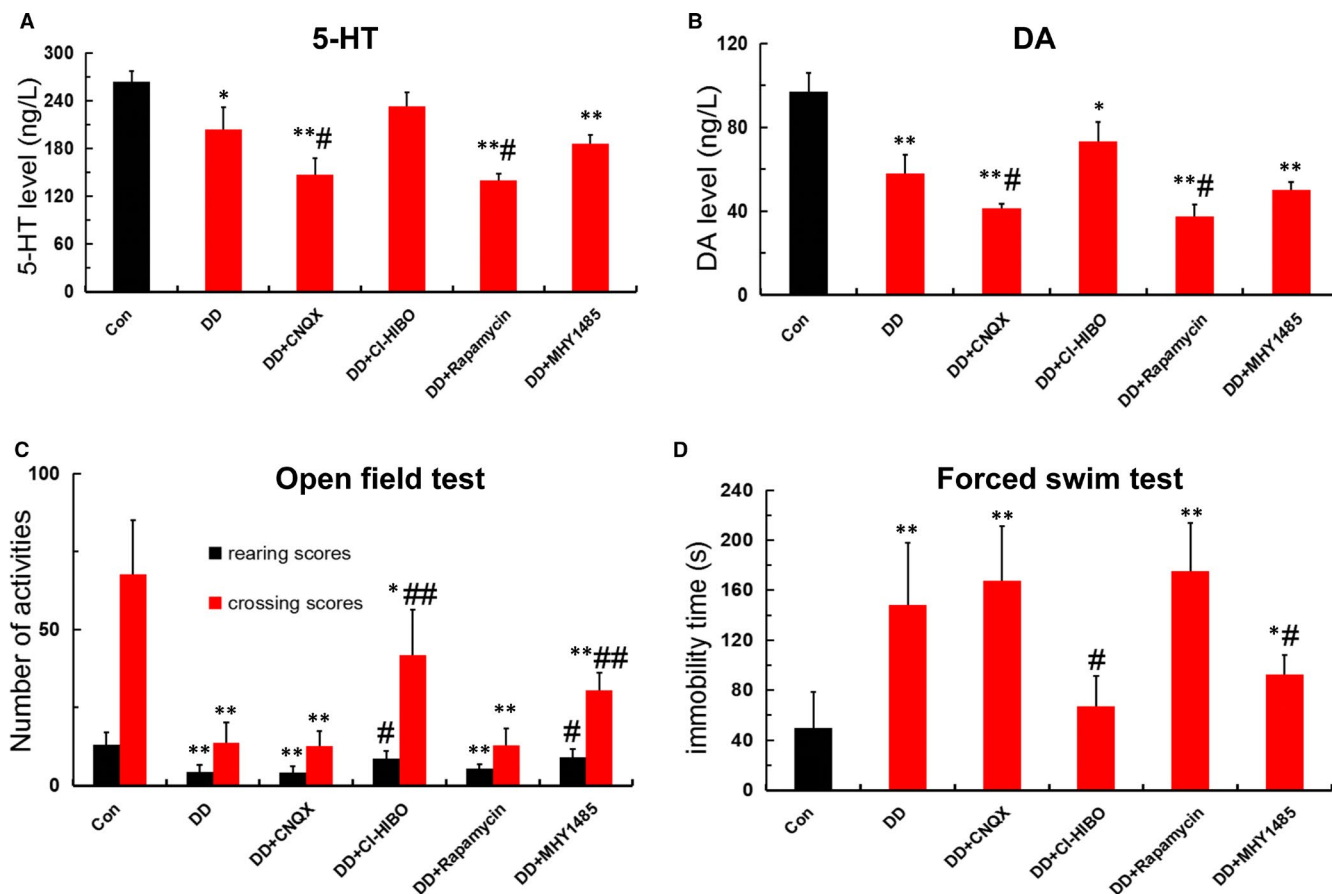 A
5-HT
5-HT level (ng/L)
300
240
180
120
60
0
*
**#
**#
**
Con
DD
DD+CNQX
DD+Cl-HIBO
DD+Rapamycin
DD+MHY1485
B
DA
DA level (ng/L)
120
80
40
0
**
**#
*
**#
**
Con
DD
DD+CNQX
DD+Cl-HIBO
DD+Rapamycin
DD+MHY1485
C
Open field test
Number of activities
100
50
0
rearing scores
crossing scores
**
**
**
**
#
*##
**
**
#
**##
Con
DD
DD+CNQX
DD+Cl-HIBO
DD+Rapamycin
DD+MHY1485
D
Forced swim test
immobility time (s)
240
200
160
120
80
40
0
**
**
#
**
*#
Con
DD
DD+CNQX
DD+Cl-HIBO
DD+Rapamycin
DD+MHY1485